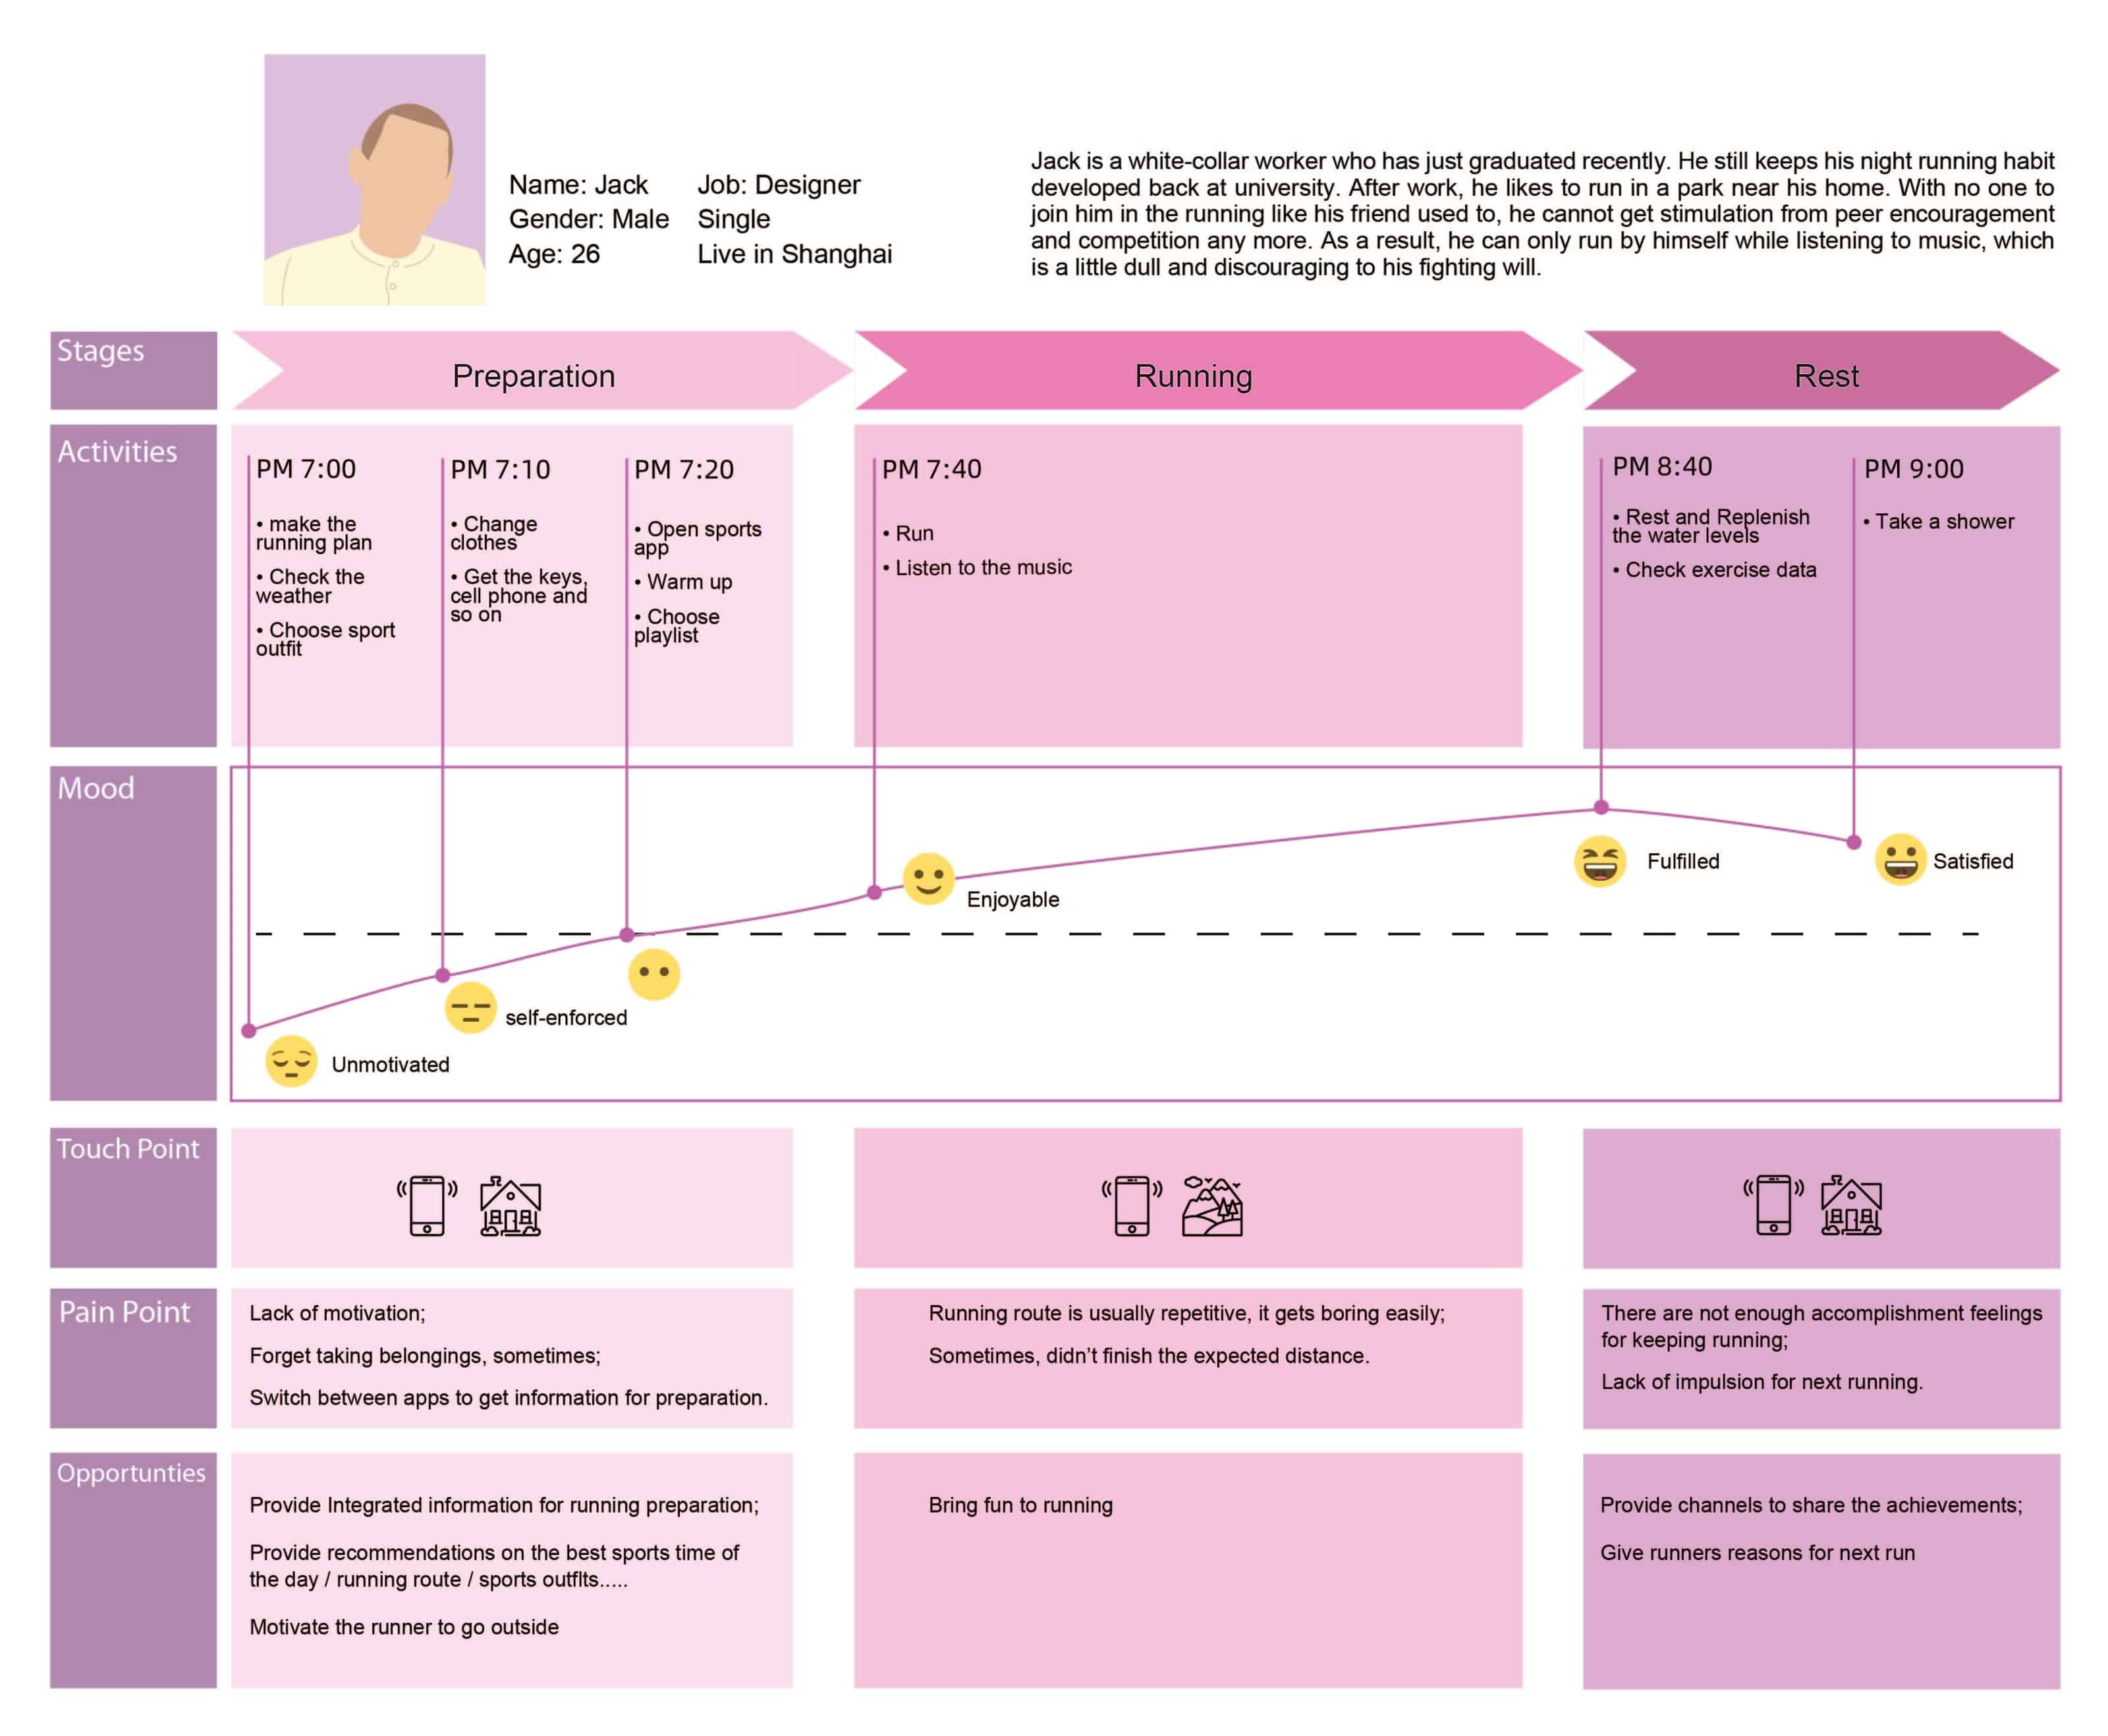 Name: Jack
Gender: Male
Age: 26
Job: Designer
Single
Live in Shanghai
Jack is a white-collar worker who has just graduated recently. He still keeps his night running habit
developed back at university. After work, he likes to run in a park near his home. With no one to
join him in the running like his friend used to, he cannot get stimulation from peer encouragement
and competition any more. As a result, he can only run by himself while listening to music, which
is a little dull and discouraging to his fighting will.
Stages
Preparation
Running
Rest
Activities
PM 7:00
• make the
running plan
• Check the
weather
• Choose sport
outfit
PM 7:10
• Change
clothes
• Get the keys,
cell phone and
so on
PM 7:20
• Open sports
app
• Warm up
• Choose
playlist
PM 7:40
• Run
• Listen to the music
PM 8:40
• Rest and Replenish
the water levels
• Check exercise data
PM 9:00
• Take a shower
Mood
Unmotivated
self-enforced
Enjoyable
Fulfilled
Satisfied
Touch Point
Pain Point
Lack of motivation;
Forget taking belongings, sometimes;
Switch between apps to get information for preparation.
Running route is usually repetitive, it gets boring easily;
Sometimes, didn't finish the expected distance.
There are not enough accomplishment feelings
for keeping running;
Lack of impulsion for next running.
Opportunties
Provide Integrated information for running preparation;
Provide recommendations on the best sports time of
the day / running route / sports outfits.....
Motivate the runner to go outside
Bring fun to running
Provide channels to share the achievements;
Give runners reasons for next run